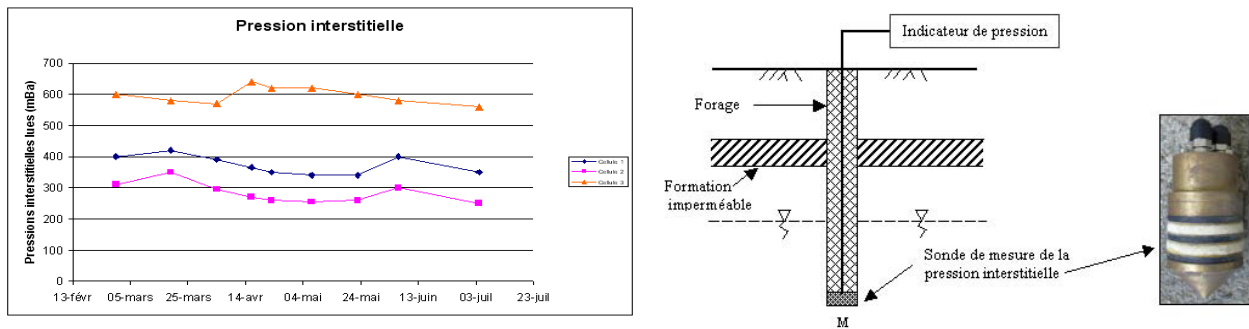 Pression interstitielle
Pressions interstitielles lues (mBa)
700
600
500
400
300
200
100
0
13-févr
05-mars
25-mars
14-avr
04-mai
24-mai
13-juin
03-juil
23-juil
Cellule 1
Cellule 2
Cellule 3
Indicateur de pression
Forage
Formation
imperméable
Sonde de mesure de la
pression interstitielle
M